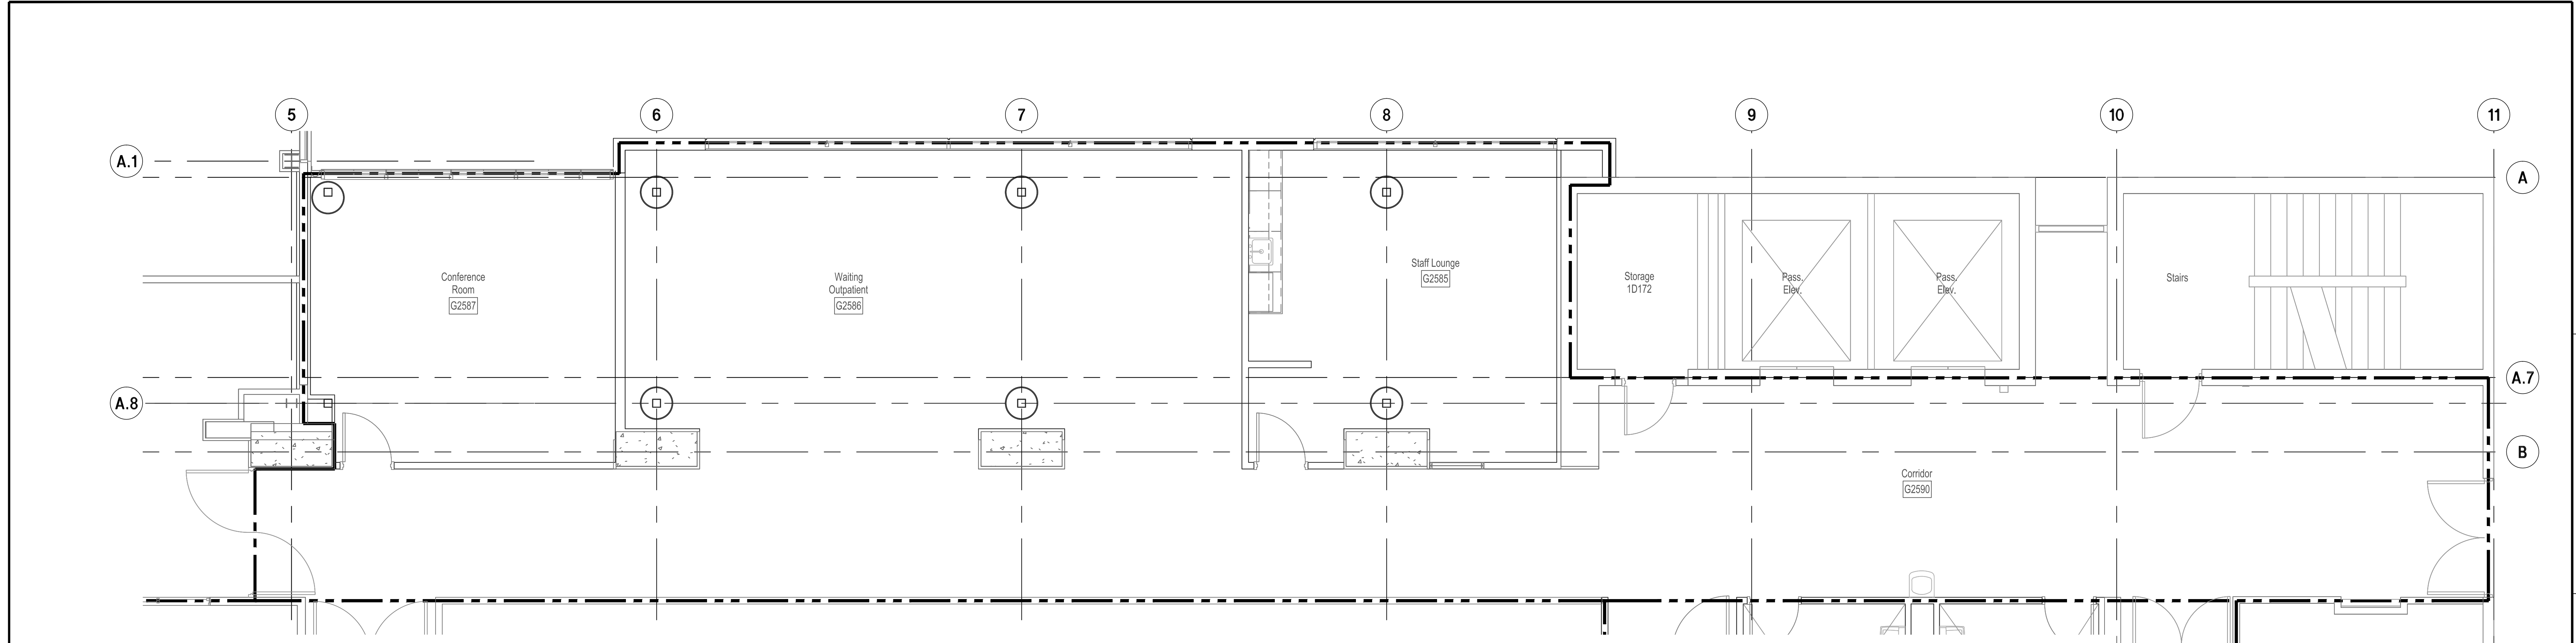 5
6
7
8
9
10
11
A.1
A
Conference
Room
G2587
Waiting
Outpatient
G2586
Staff Lounge
G2585
Storage
1D172
Pass.
Elev.
Pass.
Elev.
Stairs
A.8
A.7
B
Corridor
G2590